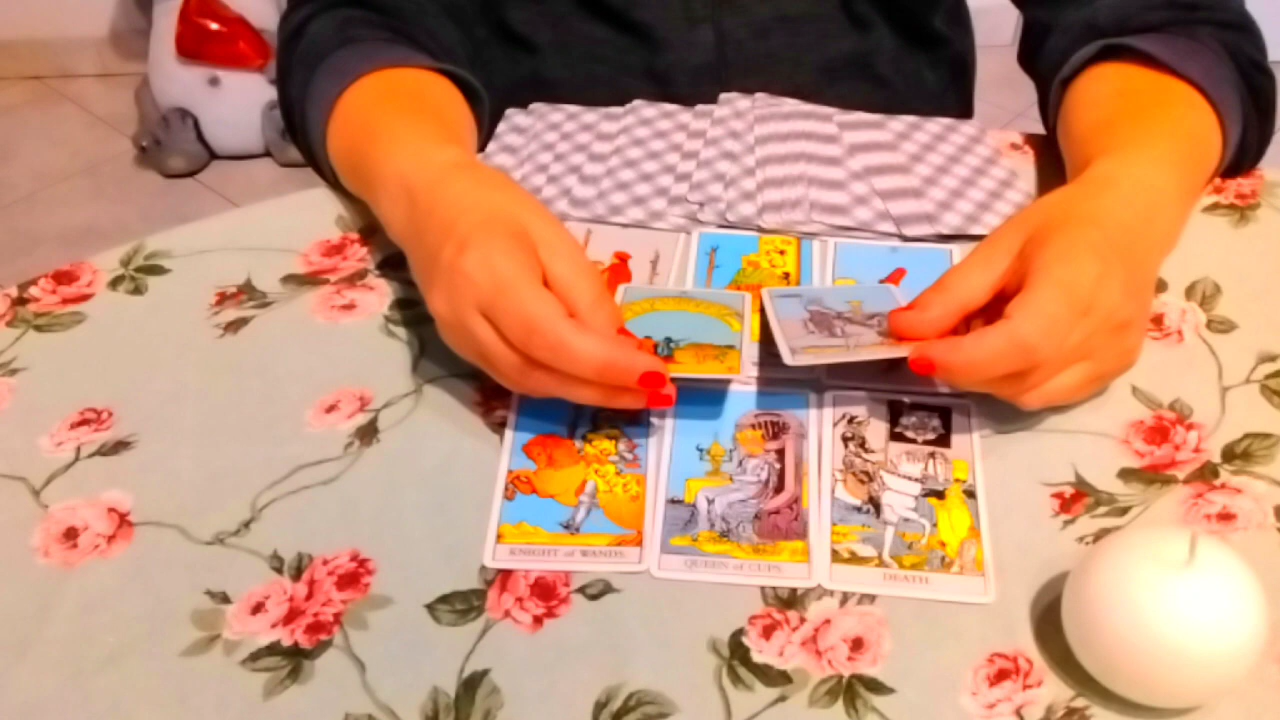 KNIGHT of WANDS.
QUEEN of CUPS.
DEATH.